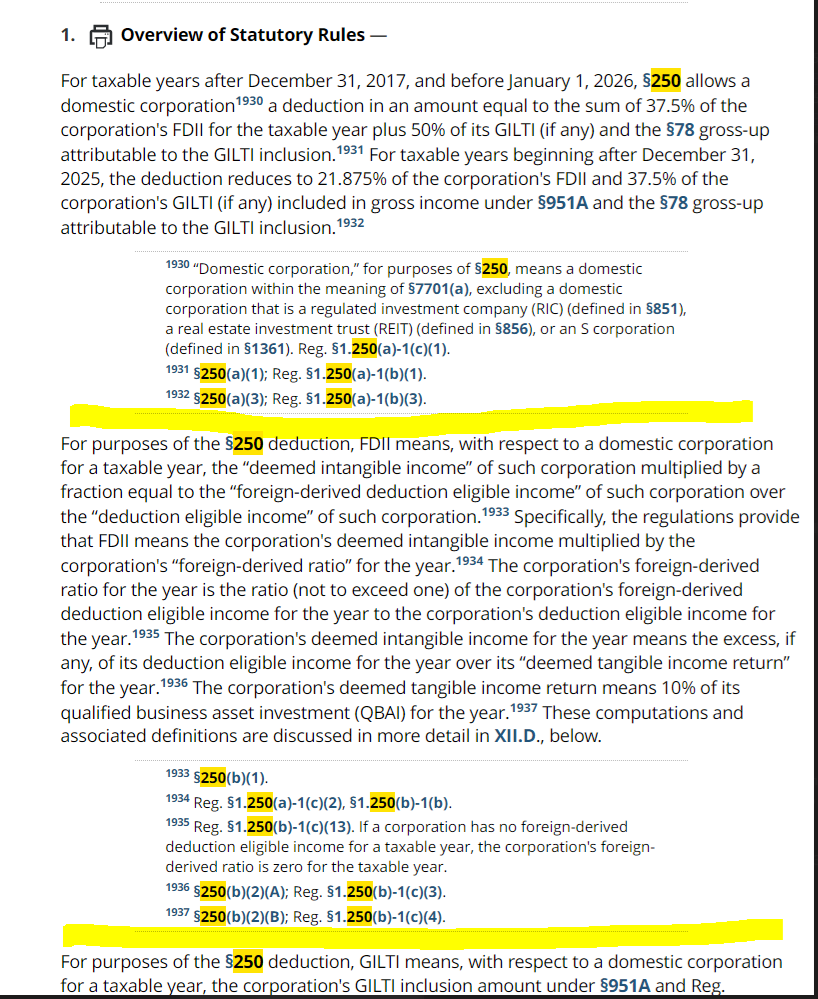 1. Overview of Statutory Rules —
For taxable years after December 31, 2017, and before January 1, 2026, §250 allows a
domestic corporation1930 a deduction in an amount equal to the sum of 37.5% of the
corporation's FDII for the taxable year plus 50% of its GILTI (if any) and the §78 gross-up
attributable to the GILTI inclusion.1931 For taxable years beginning after December 31,
2025, the deduction reduces to 21.875% of the corporation's FDII and 37.5% of the
corporation's GILTI (if any) included in gross income under §951A and the §78 gross-up
attributable to the GILTI inclusion.1932
1930 “Domestic corporation,” for purposes of §250, means a domestic
corporation within the meaning of §7701(a), excluding a domestic
corporation that is a regulated investment company (RIC) (defined in §851),
a real estate investment trust (REIT) (defined in §856), or an S corporation
(defined in §1361). Reg. §1.250(a)-1(c)(1).
1931 §250(a)(1); Reg. §1.250(a)-1(b)(1).
1932 §250(a)(3); Reg. §1.250(a)-1(b)(3).
For purposes of the §250 deduction, FDII means, with respect to a domestic corporation
for a taxable year, the “deemed intangible income” of such corporation multiplied by a
fraction equal to the “foreign-derived deduction eligible income” of such corporation over
the “deduction eligible income” of such corporation.1933 Specifically, the regulations provide
that FDII means the corporation's deemed intangible income multiplied by the
corporation's “foreign-derived ratio” for the year.1934 The corporation's foreign-derived
ratio for the year is the ratio (not to exceed one) of the corporation's foreign-derived
deduction eligible income for the year to the corporation's deduction eligible income for
the year.1935 The corporation's deemed intangible income for the year means the excess, if
any, of its deduction eligible income for the year over its “deemed tangible income return”
for the year.1936 The corporation's deemed tangible income return means 10% of its
qualified business asset investment (QBAI) for the year.1937 These computations and
associated definitions are discussed in more detail in XII.D., below.
1933 §250(b)(1).
1934 Reg. §1.250(a)-1(c)(2), §1.250(b)-1(b).
1935 Reg. §1.250(b)-1(c)(13). If a corporation has no foreign-derived
deduction eligible income for a taxable year, the corporation's foreign-
derived ratio is zero for the taxable year.
1936 §250(b)(2)(A); Reg. §1.250(b)-1(c)(3).
1937 §250(b)(2)(B); Reg. §1.250(b)-1(c)(4).
For purposes of the §250 deduction, GILTI means, with respect to a domestic corporation
for a taxable year, the corporation's GILTI inclusion amount under §951A and Reg.